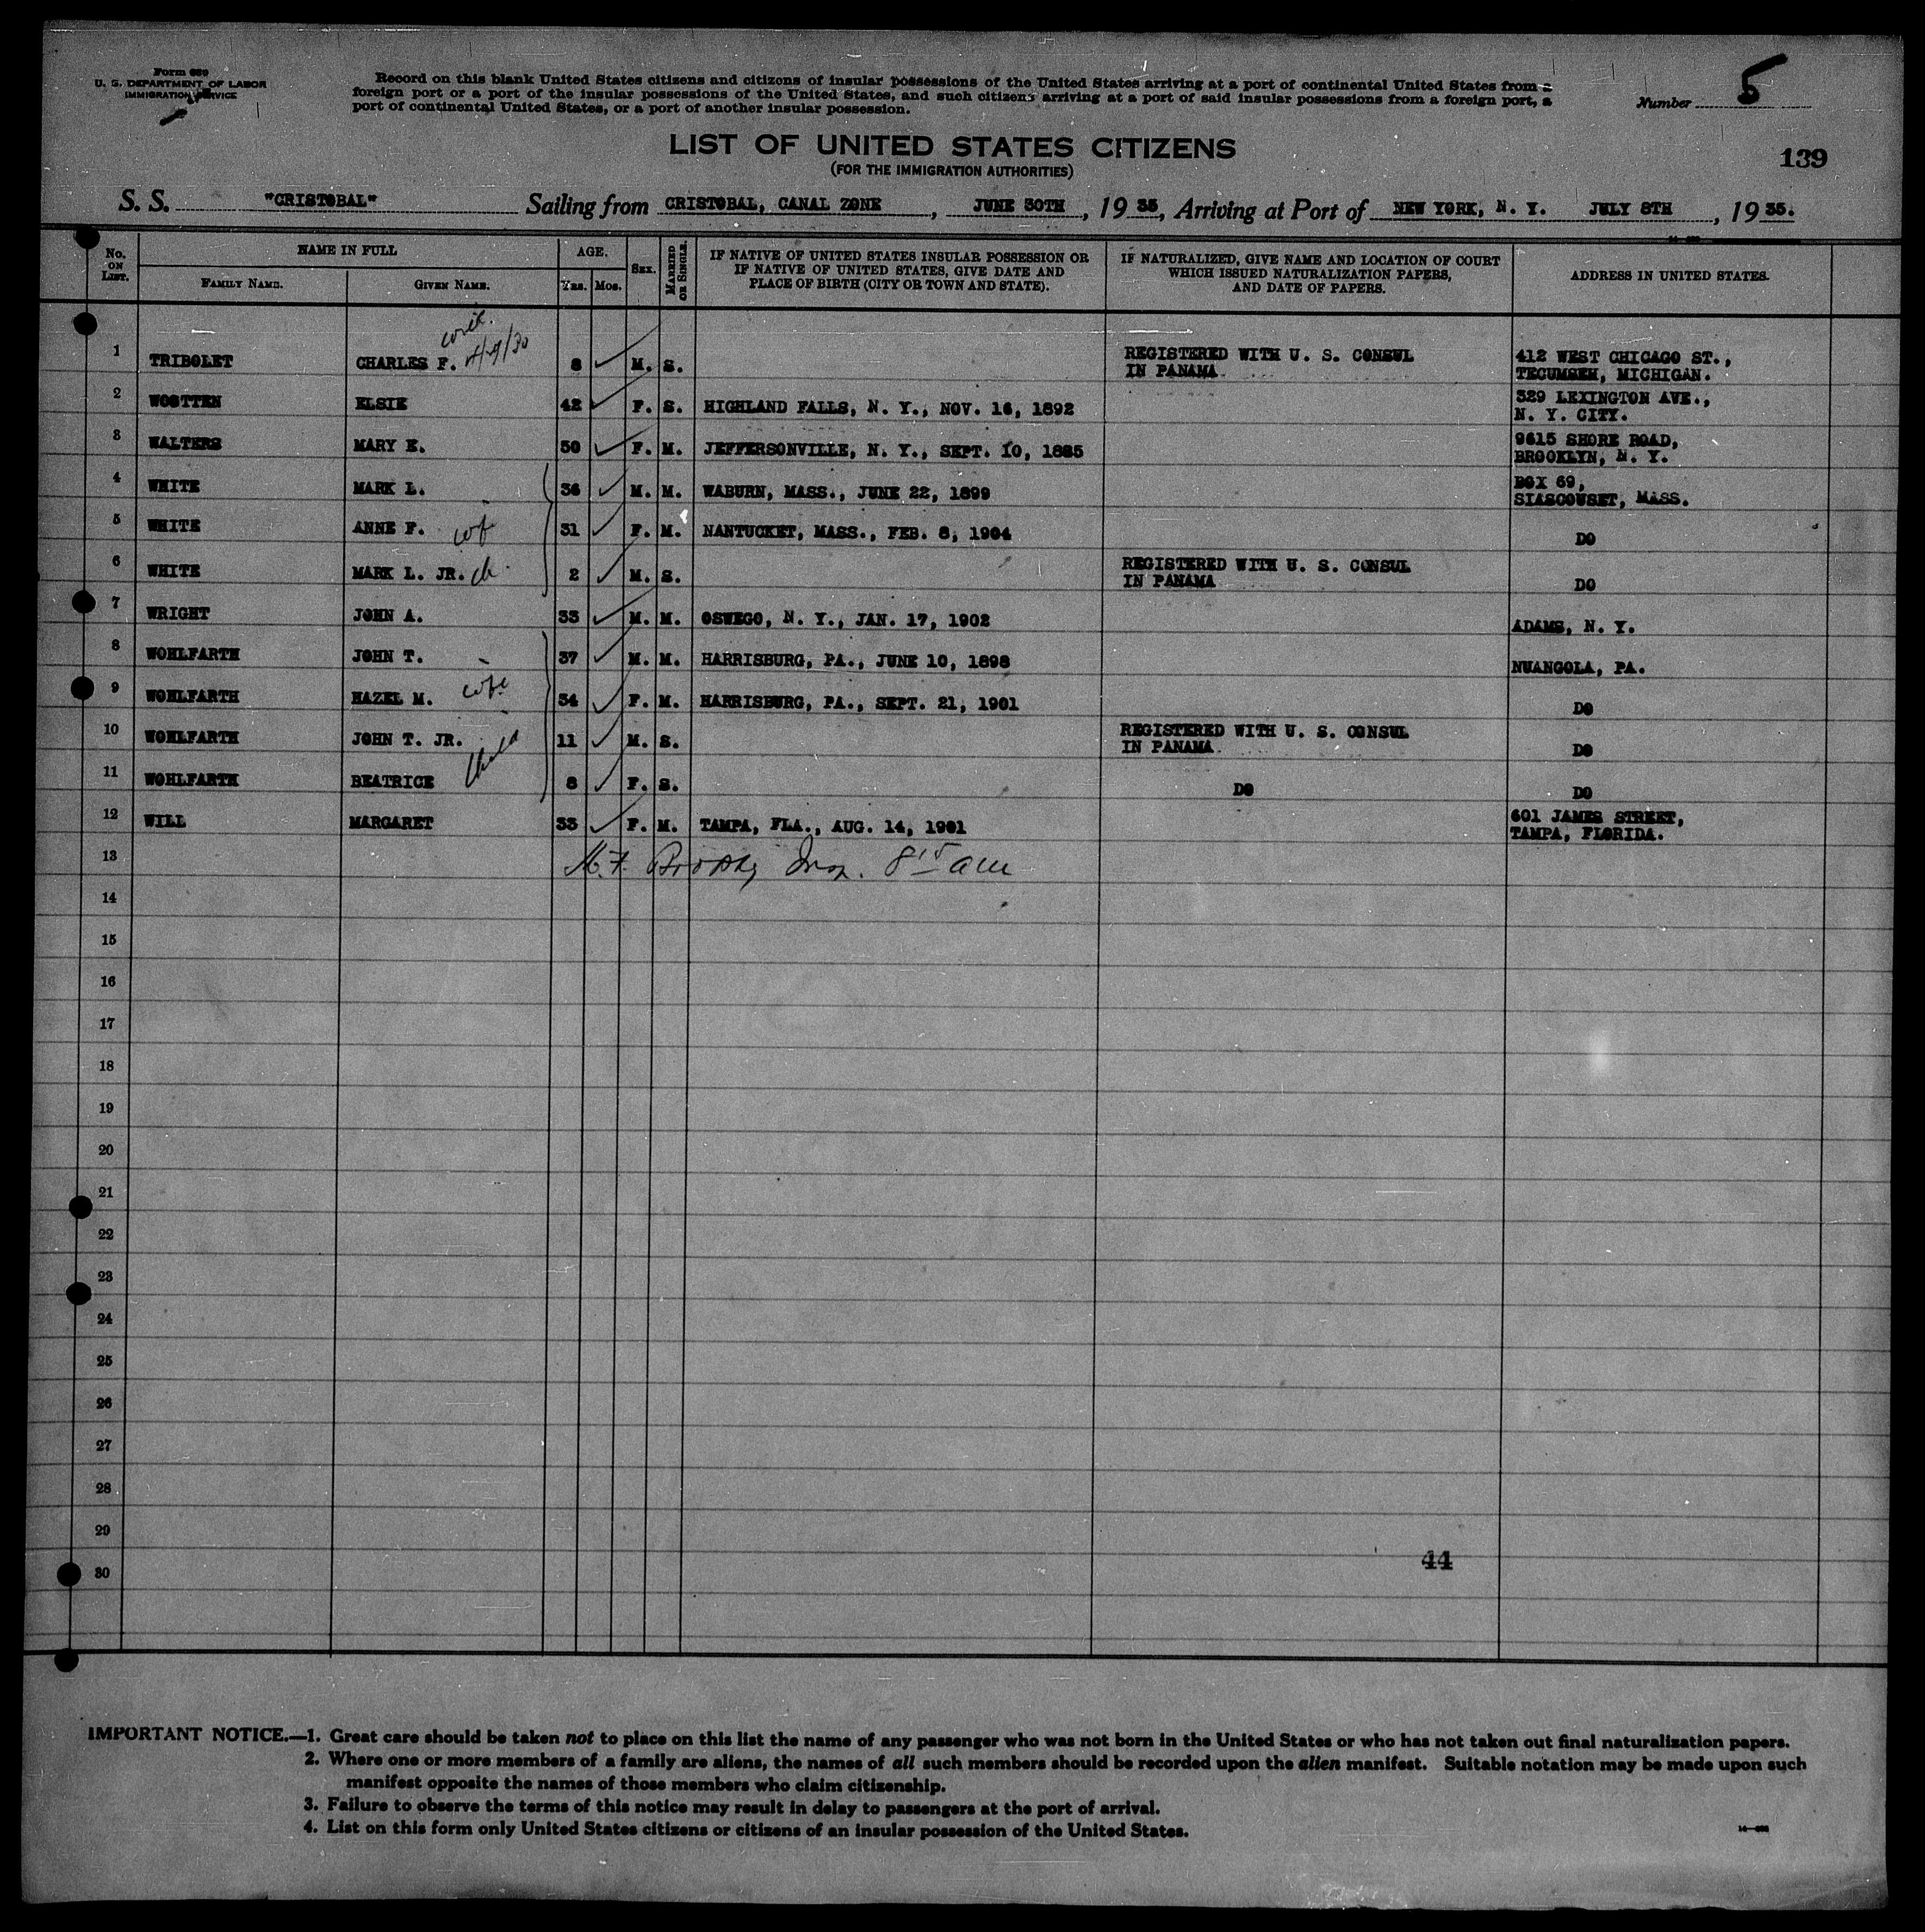 Form 630
U. S. DEPARTMENT OF LABOR
IMMIGRATION SERVICE
Record on this blank United States citizens and citizens of insular possessions of the United States arriving at a port of continental United States from a
foreign port or a port of the insular possessions of the United States, and such citizens arriving at a port of said insular possessions from a foreign port, a
port of continental United States, or a port of another insular possession.
Number 5
LIST OF UNITED STATES CITIZENS
(FOR THE IMMIGRATION AUTHORITIES)
139
S. S. "CRISTOBAL" Sailing from CRISTOBAL, CANAL ZONE, JUNE 30TH, 1935, Arriving at Port of NEW YORK, N. Y. JULY 8TH, 1935.
No. ON LIST. NAME IN FULL FAMILY NAME. GIVEN NAME. AGE. YRS. MOS. SEX. MARRIED OR SINGLE.
IF NATIVE OF UNITED STATES INSULAR POSSESSION OR
IF NATIVE OF UNITED STATES, GIVE DATE AND
PLACE OF BIRTH (CITY OR TOWN AND STATE).
IF NATURALIZED, GIVE NAME AND LOCATION OF COURT
WHICH ISSUED NATURALIZATION PAPERS,
AND DATE OF PAPERS.
ADDRESS IN UNITED STATES.
1 TRIBOLET CHARLES F. 8 M. S. REGISTERED WITH U. S. CONSUL IN PANAMA 412 WEST CHICAGO ST., TECUMSEH, MICHIGAN.
2 WOOTTEN ELSIE 42 F. S. HIGHLAND FALLS, N. Y., NOV. 16, 1892 529 LEXINGTON AVE., N. Y. CITY.
3 WALTERS MARY E. 50 F. M. JEFFERSONVILLE, N. Y., SEPT. 10, 1885 9615 SHORE ROAD, BROOKLYN, N. Y.
4 WHITE MARK L. 36 M. M. WABURN, MASS., JUNE 22, 1899 BOX 69, SIASCOUSET, MASS.
5 WHITE ANNE F. wf 31 F. M. NANTUCKET, MASS., FEB. 8, 1904 DO
6 WHITE MARK L. JR. ch. 2 M. S. REGISTERED WITH U. S. CONSUL IN PANAMA DO
7 WRIGHT JOHN A. 33 M. M. OSWEGO, N. Y., JAN. 17, 1902 ADAMS, N. Y.
8 WOHLFARTH JOHN T. 37 M. M. HARRISBURG, PA., JUNE 10, 1898 NUANGOLA, PA.
9 WOHLFARTH HAZEL M. wife 34 F. M. HARRISBURG, PA., SEPT. 21, 1901 DO
10 WOHLFARTH JOHN T. JR. 11 M. S. REGISTERED WITH U. S. CONSUL IN PANAMA DO
11 WOHLFARTH BEATRICE child 8 F. S. DO DO
12 WILL MARGARET 33 F. M. TAMPA, FLA., AUG. 14, 1901 601 JAMES STREET, TAMPA, FLORIDA.
13 am
14
15
16
17
18
19
20
21
22
23
24
25
26
27
28
29
44
30
IMPORTANT NOTICE.—1. Great care should be taken not to place on this list the name of any passenger who was not born in the United States or who has not taken out final naturalization papers.
2. Where one or more members of a family are aliens, the names of all such members should be recorded upon the alien manifest. Suitable notation may be made upon such
manifest opposite the names of those members who claim citizenship.
3. Failure to observe the terms of this notice may result in delay to passengers at the port of arrival.
4. List on this form only United States citizens or citizens of an insular possession of the United States.